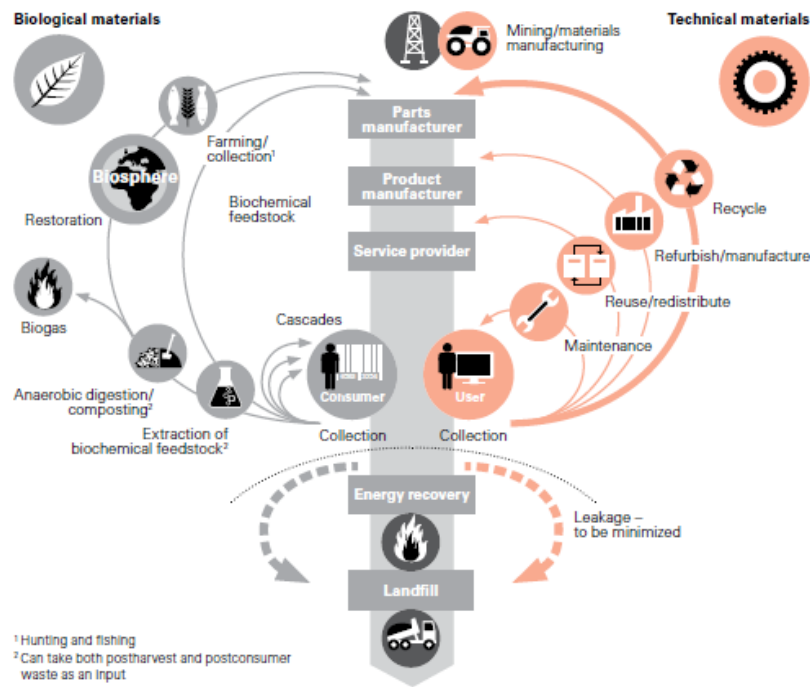 Biological materials
Technical materials
Mining/materials
manufacturing
Parts
manufacturer
Farming/
collection¹
Biosphere
Product
manufacturer
Biochemical
feedstock
Recycle
Restoration
Service provider
Refurbish/manufacture
Reuse/redistribute
Biogas
Cascades
Maintenance
Consumer
User
Anaerobic digestion/
composting²
Extraction of
biochemical feedstock²
Collection
Collection
Energy recovery
Leakage –
to be minimized
Landfill
¹ Hunting and fishing
² Can take both postharvest and postconsumer
waste as an input